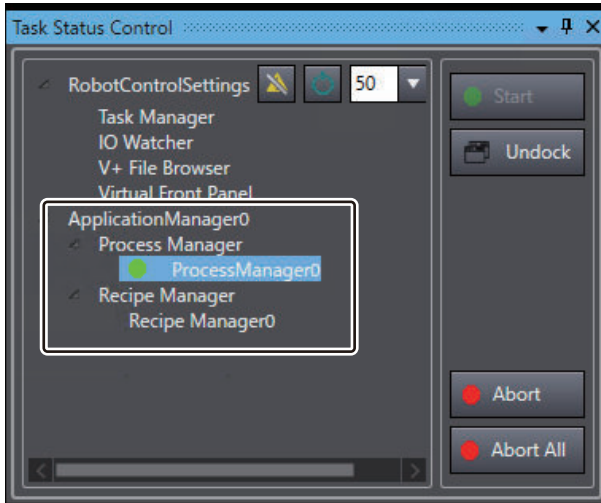 Task Status Control
RobotControlSettings 50
Task Manager
IO Watcher
V+ File Browser
Virtual Front Panel
ApplicationManager0
Process Manager
ProcessManager0
Recipe Manager
Recipe Manager0
Start
Undock
Abort
Abort All